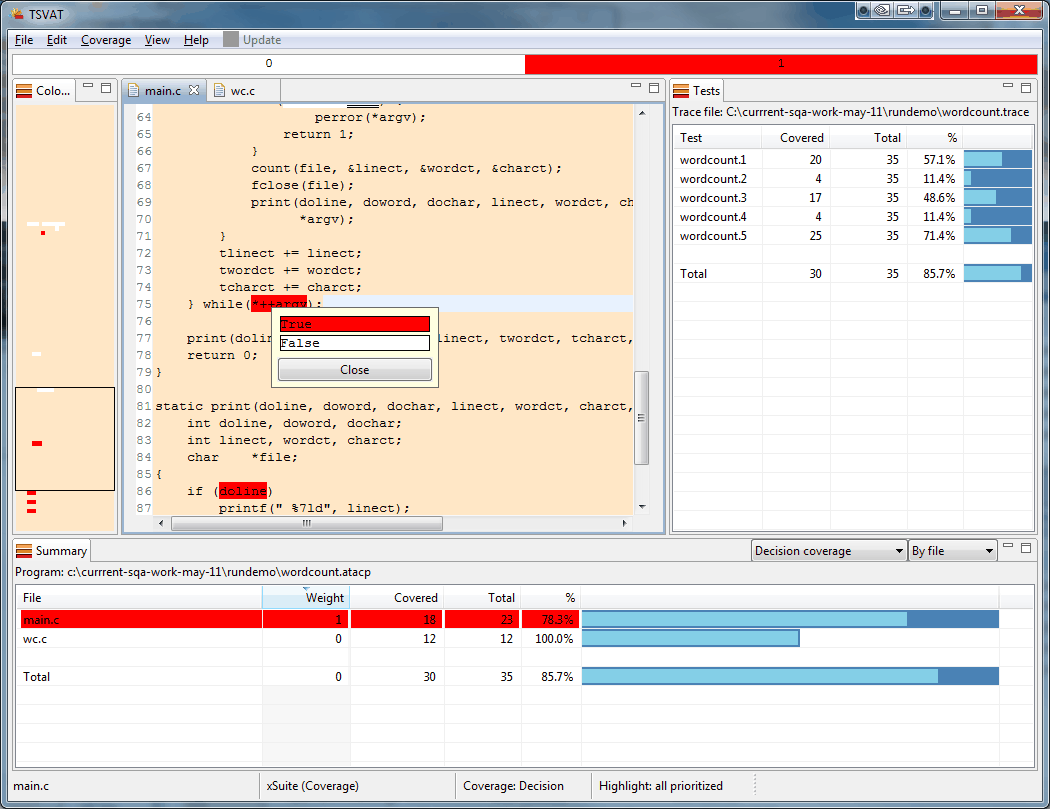 TSVAT
File Edit Coverage View Help Update
0 1
Colo...
main.c wc.c
64 perror(*argv);
65 return 1;
66 }
67 count(file, &linect, &wordct, &charct);
68 fclose(file);
69 print(doline, doword, dochar, linect, wordct, ch
70 *argv);
71 }
72 tlinect += linect;
73 twordct += wordct;
74 tcharct += charct;
75 } while(*++argv);
76
77 print(dolin linect, twordct, tcharct,
78 return 0;
79 }
80
81 static print(doline, doword, dochar, linect, wordct, charct,
82 int doline, doword, dochar;
83 int linect, wordct, charct;
84 char *file;
85 {
86 if (doline)
87 printf(" %7ld", linect);
True
False
Close
Tests
Trace file: C:\currrent-sqa-work-may-11\rundemo\wordcount.trace
Test Covered Total %
wordcount.1 20 35 57.1%
wordcount.2 4 35 11.4%
wordcount.3 17 35 48.6%
wordcount.4 4 35 11.4%
wordcount.5 25 35 71.4%
Total 30 35 85.7%
Summary
Decision coverage By file
Program: c:\currrent-sqa-work-may-11\rundemo\wordcount.atacp
File Weight Covered Total %
main.c 1 18 23 78.3%
wc.c 0 12 12 100.0%
Total 0 30 35 85.7%
main.c xSuite (Coverage) Coverage: Decision Highlight: all prioritized